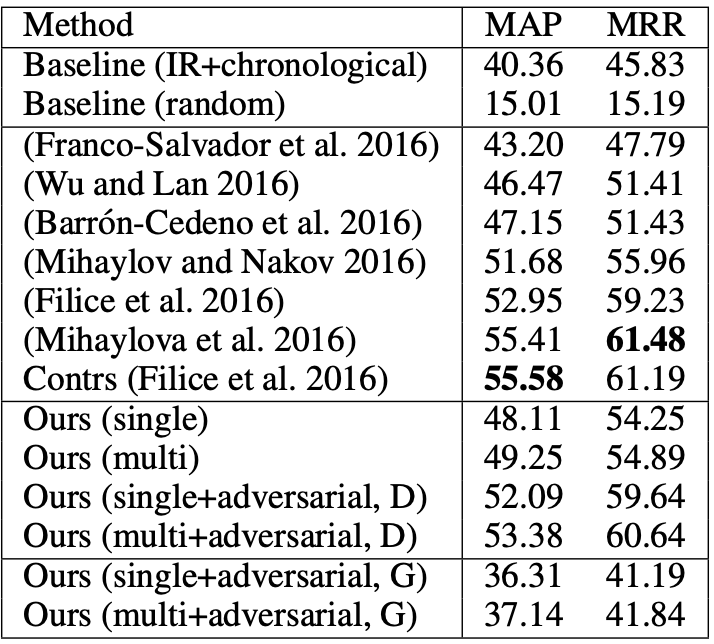 Method MAP MRR
Baseline (IR+chronological) 40.36 45.83
Baseline (random) 15.01 15.19
(Franco-Salvador et al. 2016) 43.20 47.79
(Wu and Lan 2016) 46.47 51.41
(Barrón-Cedeno et al. 2016) 47.15 51.43
(Mihaylov and Nakov 2016) 51.68 55.96
(Filice et al. 2016) 52.95 59.23
(Mihaylova et al. 2016) 55.41 61.48
Contrs (Filice et al. 2016) 55.58 61.19
Ours (single) 48.11 54.25
Ours (multi) 49.25 54.89
Ours (single+adversarial, D) 52.09 59.64
Ours (multi+adversarial, D) 53.38 60.64
Ours (single+adversarial, G) 36.31 41.19
Ours (multi+adversarial, G) 37.14 41.84